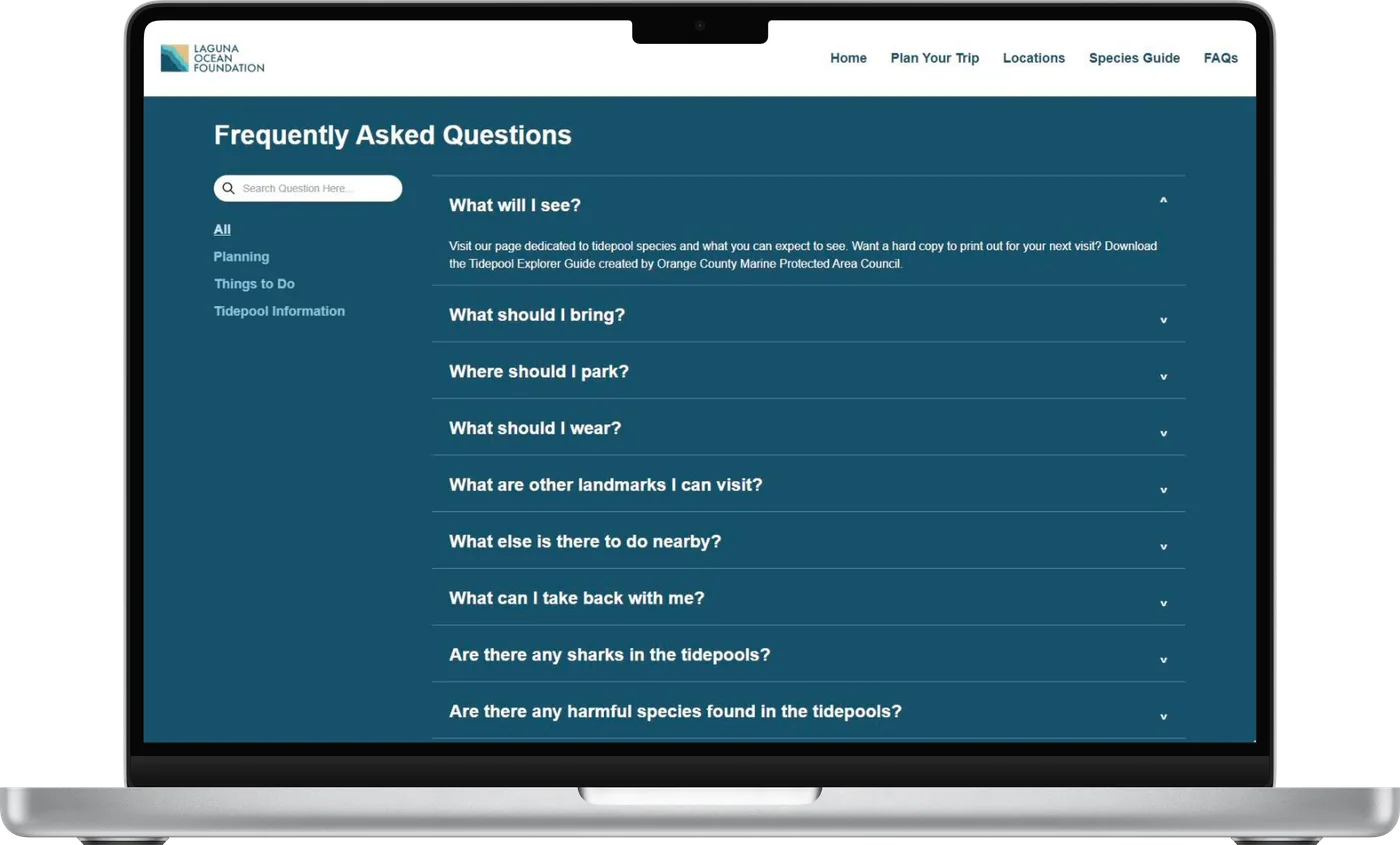 LAGUNA
OCEAN
FOUNDATION
Home Plan Your Trip Locations Species Guide FAQs
Frequently Asked Questions
Search Question Here...
All
Planning
Things to Do
Tidepool Information
What will I see?
Visit our page dedicated to tidepool species and what you can expect to see. Want a hard copy to print out for your next visit? Download
the Tidepool Explorer Guide created by Orange County Marine Protected Area Council.
What should I bring?
Where should I park?
What should I wear?
What are other landmarks I can visit?
What else is there to do nearby?
What can I take back with me?
Are there any sharks in the tidepools?
Are there any harmful species found in the tidepools?